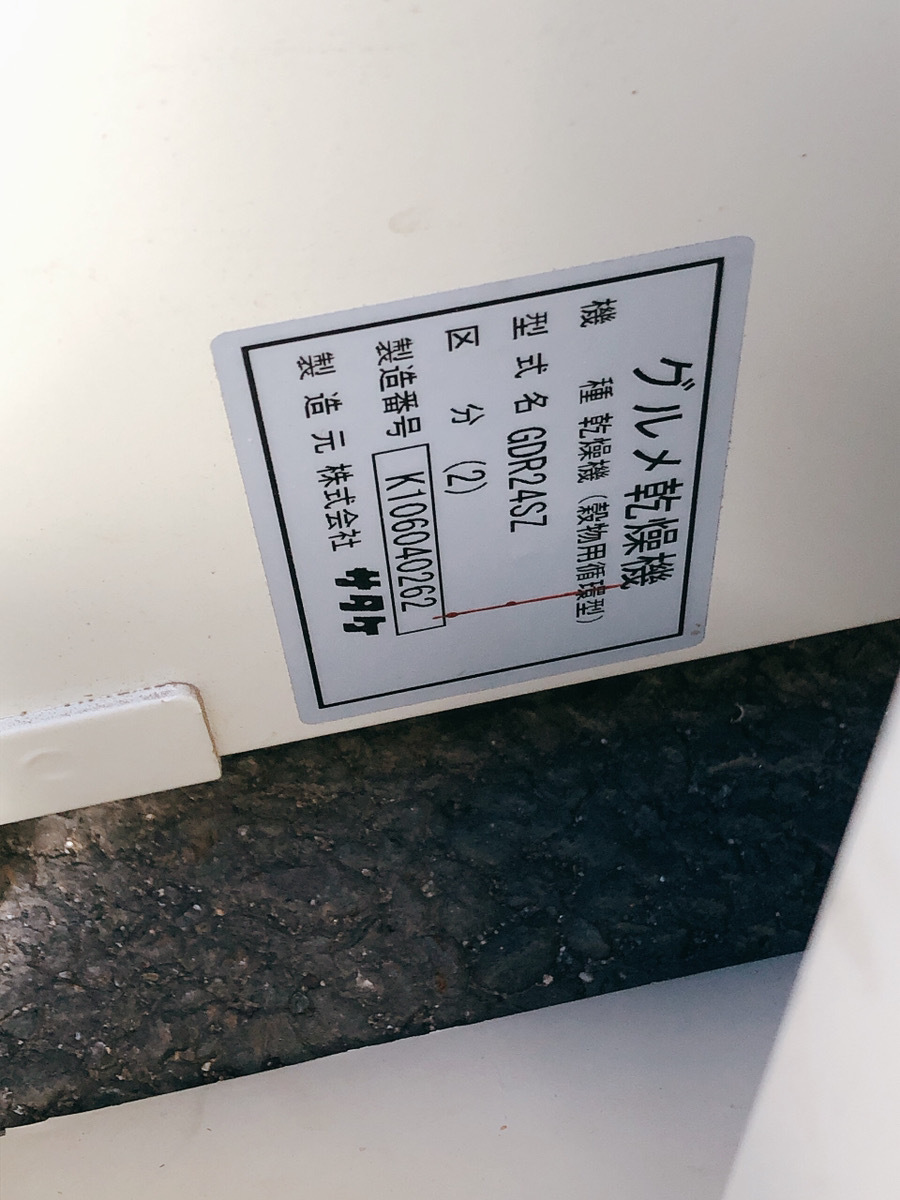 グルメ乾燥機
機種 乾燥機(穀物用循環型)
型式名 GDR24SZ
区分 (2)
製造番号 K106040262
製造元 株式会社 サタケ